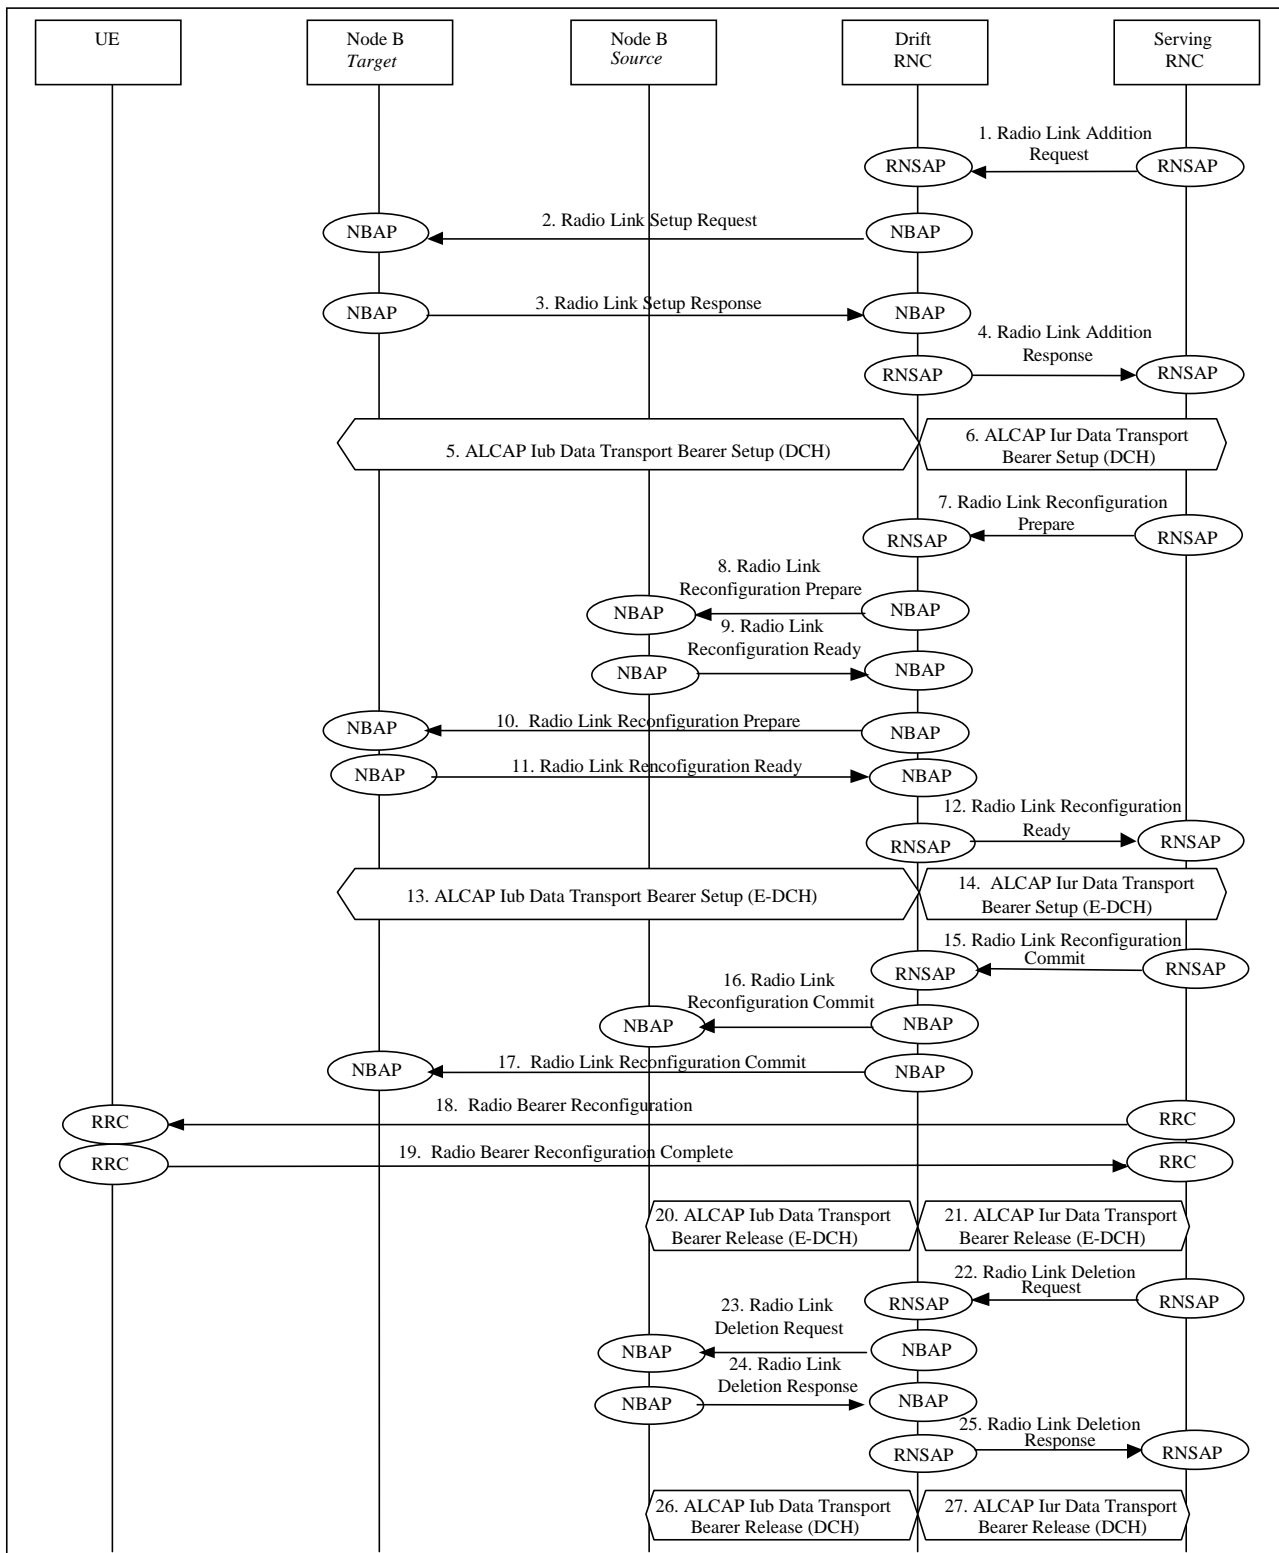 UE
Node B
Target
Node B
Source
Drift
RNC
Serving
RNC
1. Radio Link Addition
Request
RNSAP
RNSAP
2. Radio Link Setup Request
NBAP
NBAP
3. Radio Link Setup Response
NBAP
NBAP
4. Radio Link Addition
Response
RNSAP
RNSAP
5. ALCAP Iub Data Transport Bearer Setup (DCH)
6. ALCAP Iur Data Transport
Bearer Setup (DCH)
7. Radio Link Reconfiguration
Prepare
RNSAP
RNSAP
8. Radio Link
Reconfiguration Prepare
NBAP
NBAP
9. Radio Link
Reconfiguration Ready
NBAP
NBAP
10. Radio Link Reconfiguration Prepare
NBAP
NBAP
11. Radio Link Rencofiguration Ready
NBAP
NBAP
12. Radio Link Reconfiguration
Ready
RNSAP
RNSAP
13. ALCAP Iub Data Transport Bearer Setup (E-DCH)
14. ALCAP Iur Data Transport
Bearer Setup (E-DCH)
15. Radio Link Reconfiguration
Commit
RNSAP
RNSAP
16. Radio Link
Reconfiguration Commit
NBAP
NBAP
17. Radio Link Reconfiguration Commit
NBAP
NBAP
18. Radio Bearer Reconfiguration
RRC
RRC
19. Radio Bearer Reconfiguration Complete
RRC
RRC
20. ALCAP Iub Data Transport
Bearer Release (E-DCH)
21. ALCAP Iur Data Transport
Bearer Release (E-DCH)
22. Radio Link Deletion
Request
RNSAP
RNSAP
23. Radio Link
Deletion Request
NBAP
NBAP
24. Radio Link
Deletion Response
NBAP
NBAP
25. Radio Link Deletion
Response
RNSAP
RNSAP
26. ALCAP Iub Data Transport
Bearer Release (DCH)
27. ALCAP Iur Data Transport
Bearer Release (DCH)